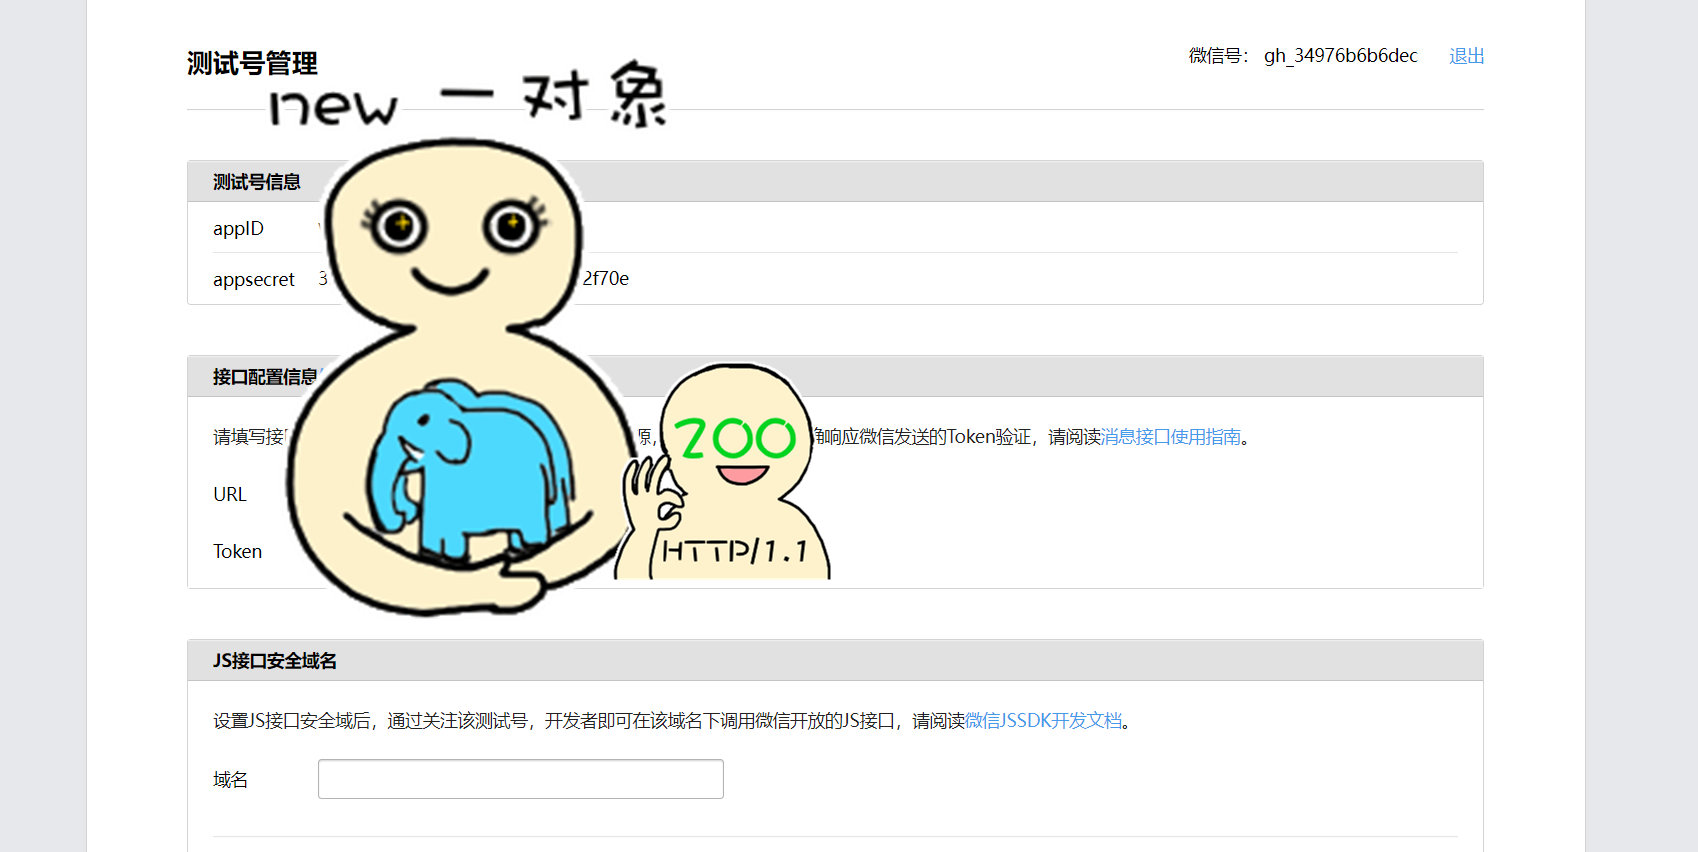 测试号管理
微信号： gh_34976b6b6dec 退出
new 一对象
测试号信息
appID
appsecret 3 2f70e
接口配置信息
请填写接 源， 确响应微信发送的Token验证，请阅读消息接口使用指南。
200
URL
Token
HTTP/1.1
JS接口安全域名
设置JS接口安全域后，通过关注该测试号，开发者即可在该域名下调用微信开放的JS接口，请阅读微信JSSDK开发文档。
域名